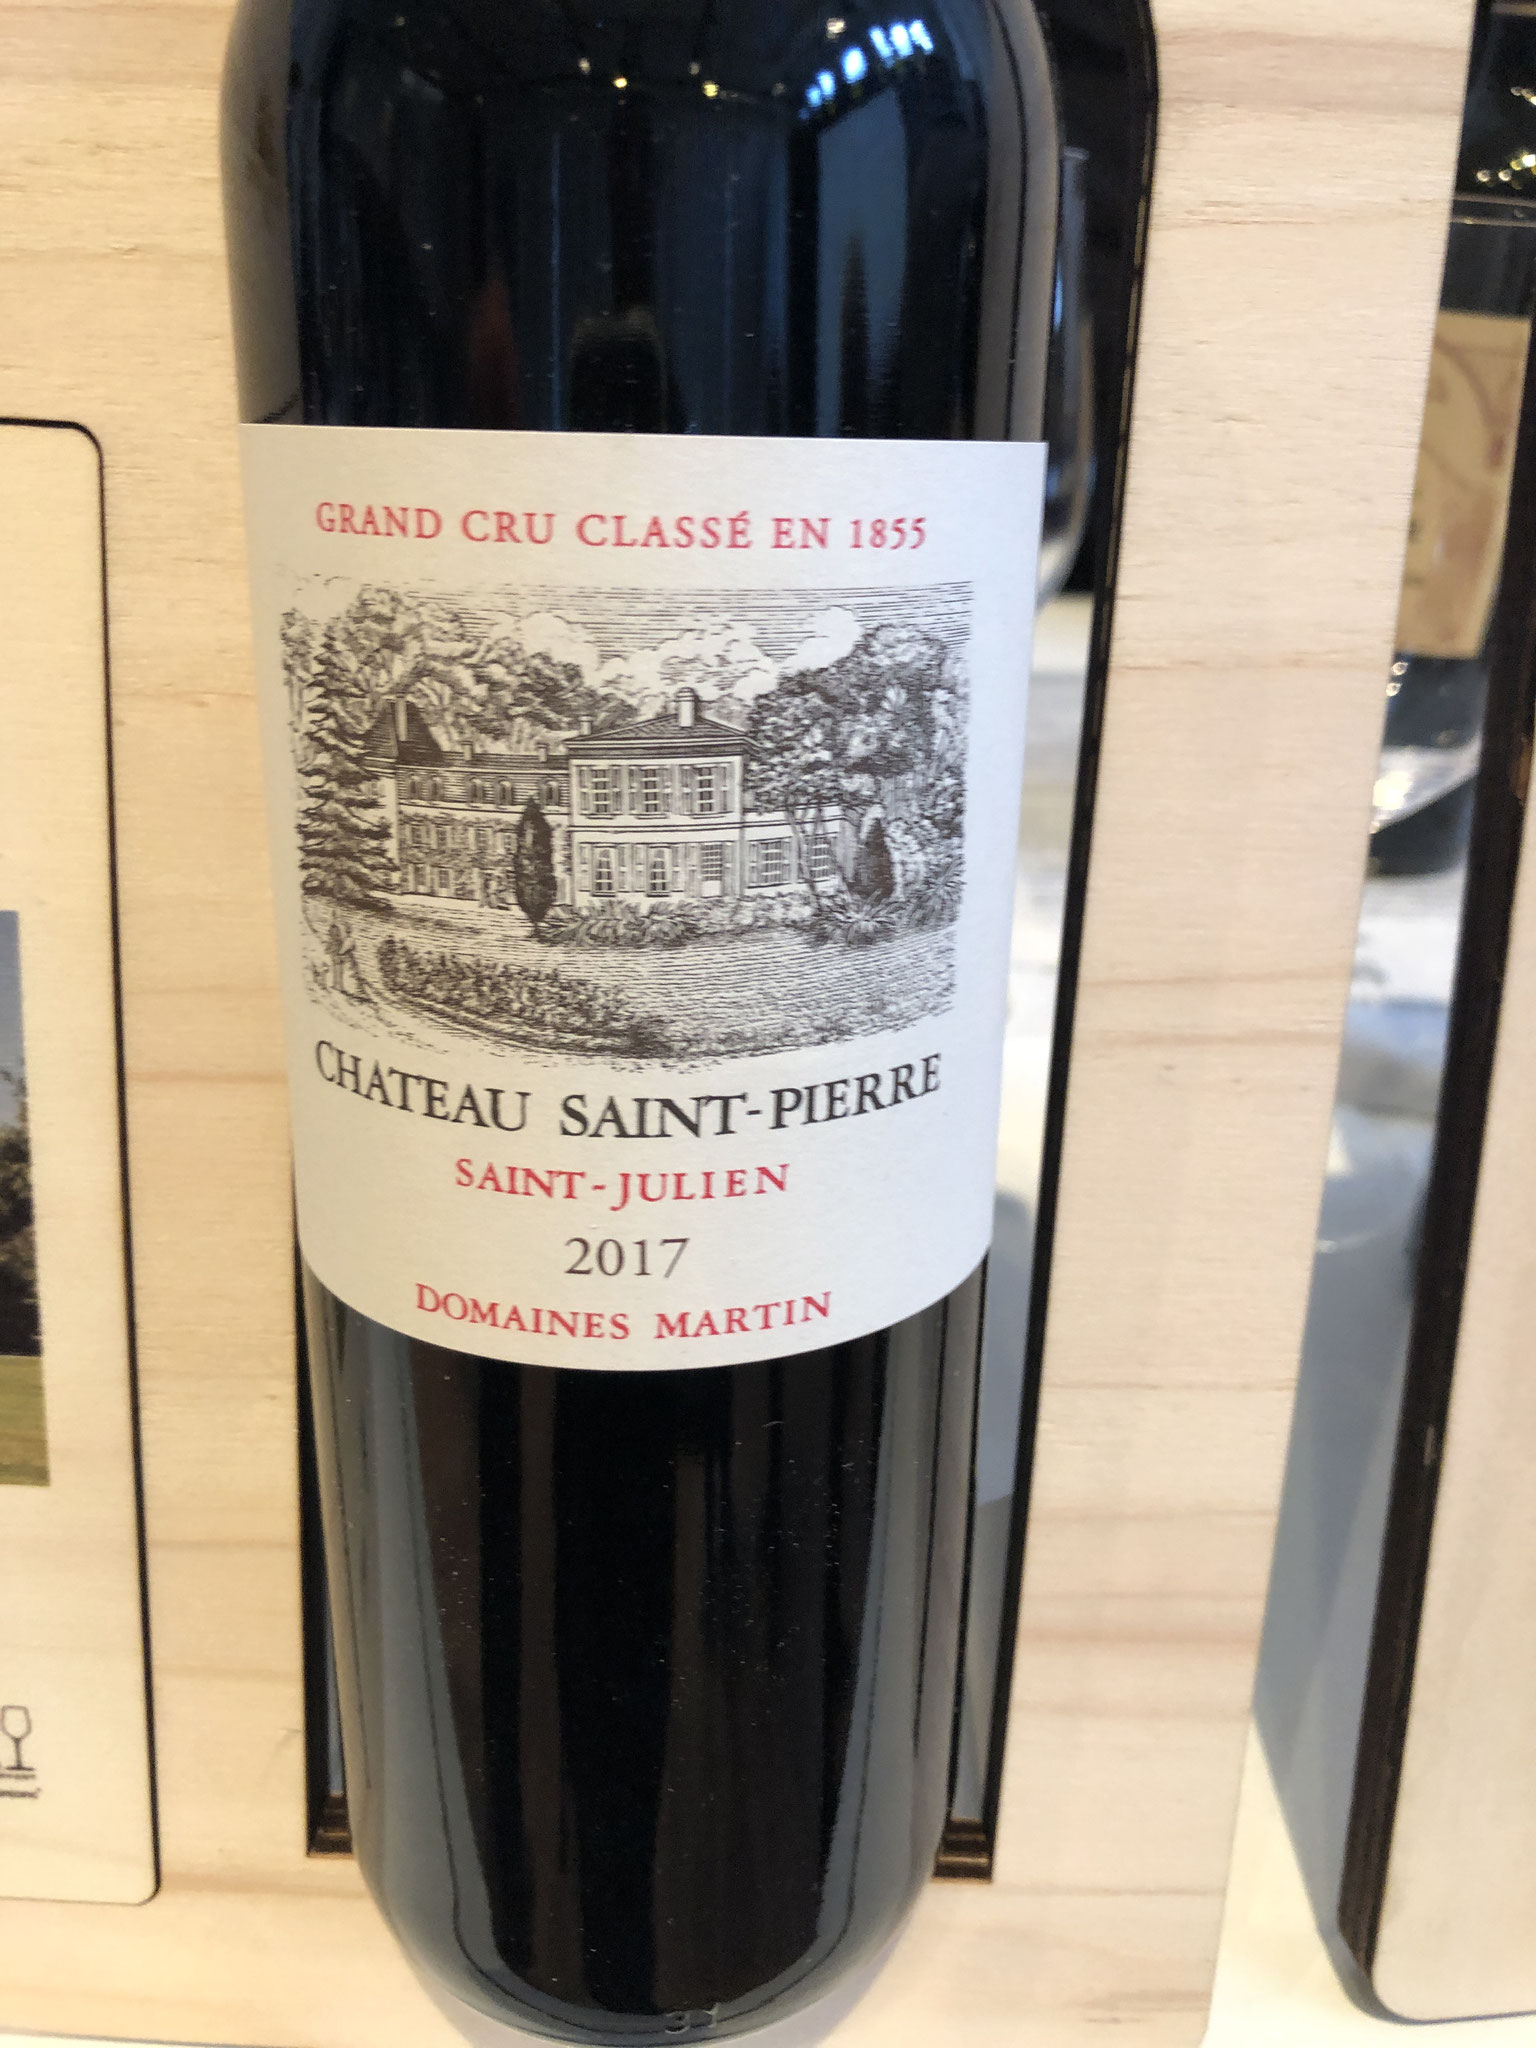 GRAND CRU CLASSÉ EN 1855
CHATEAU SAINT-PIERRE
SAINT-JULIEN
2017
DOMAINES MARTIN